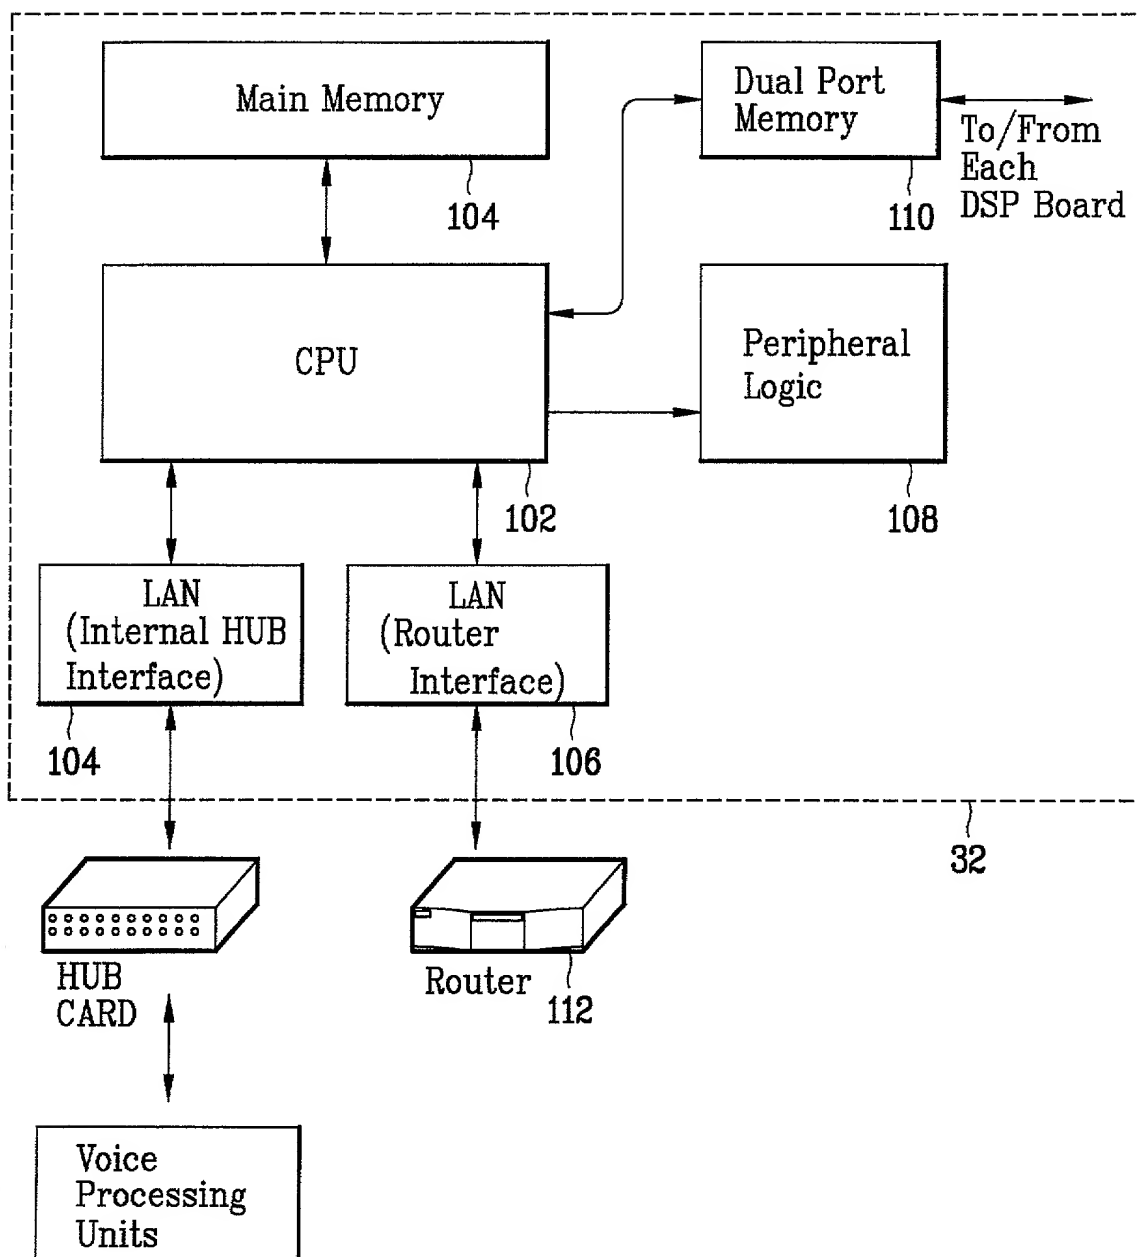 Main Memory
104
Dual Port
Memory
110
To/From
Each
DSP Board
CPU
102
Peripheral
Logic
108
LAN
(Internal HUB
Interface)
104
LAN
(Router
Interface)
106
32
HUB
CARD
Router
112
Voice
Processing
Units